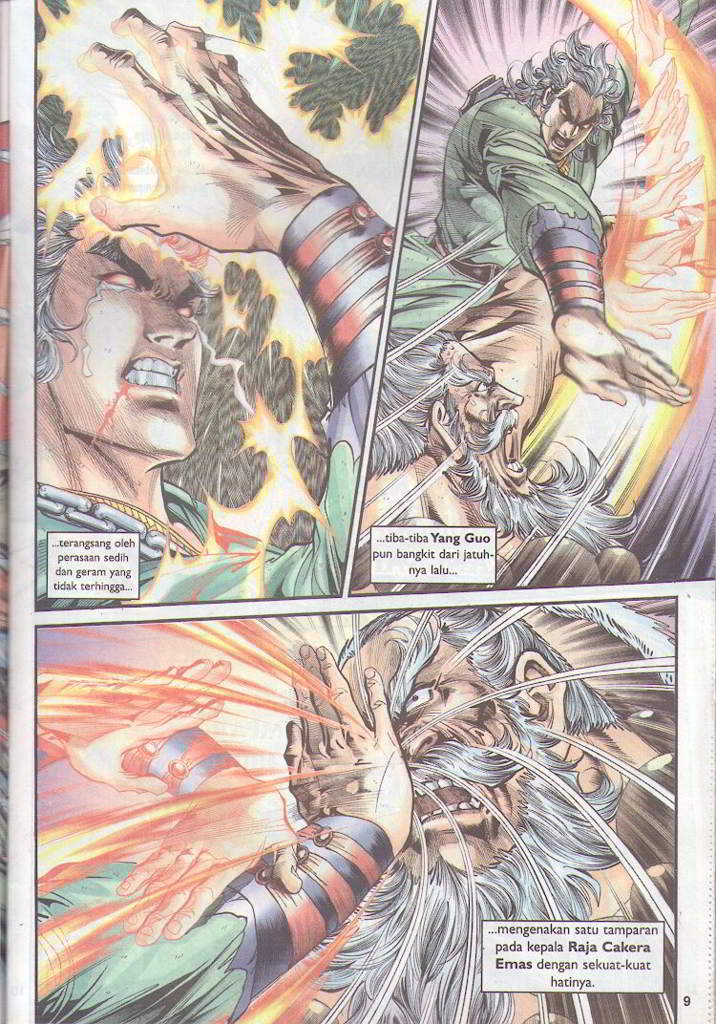 ...terangsang oleh
perasaan sedih
dan geram yang
tidak terhingga...
...tiba-tiba Yang Guo
pun bangkit dari jatuh-
nya lalu...
...mengenakan satu tamparan
pada kepala Raja Cakera
Emas dengan sekuat-kuat
hatinya.
9